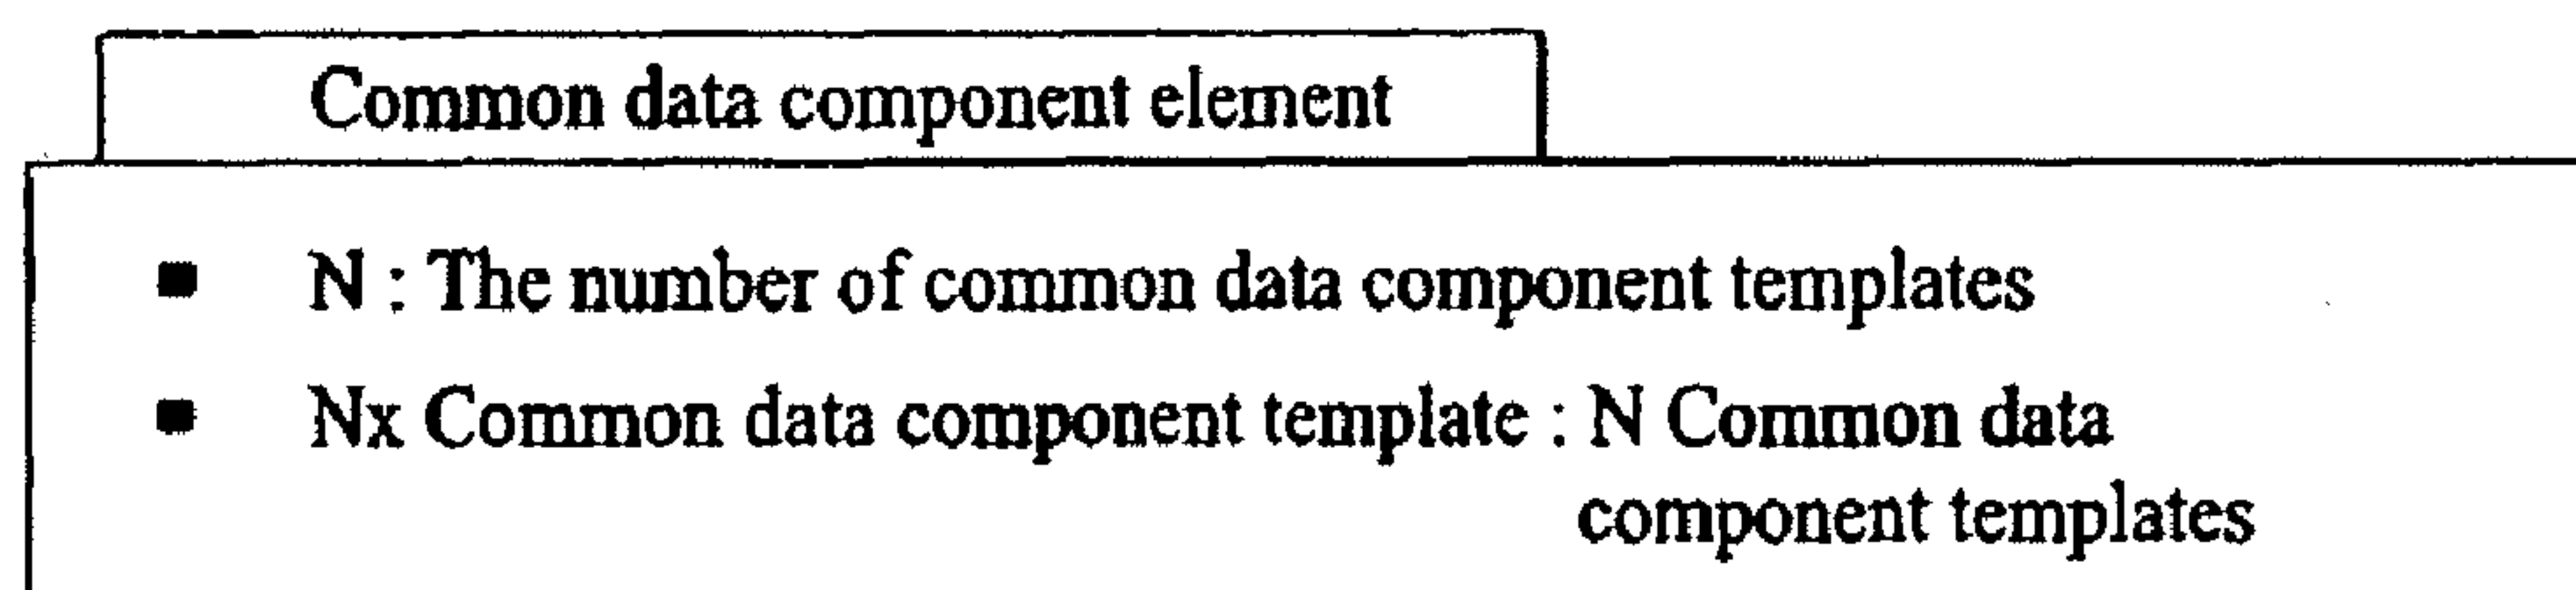 Common data component element
■ N : The number of common data component templates
■ Nx Common data component template : N Common data
component templates